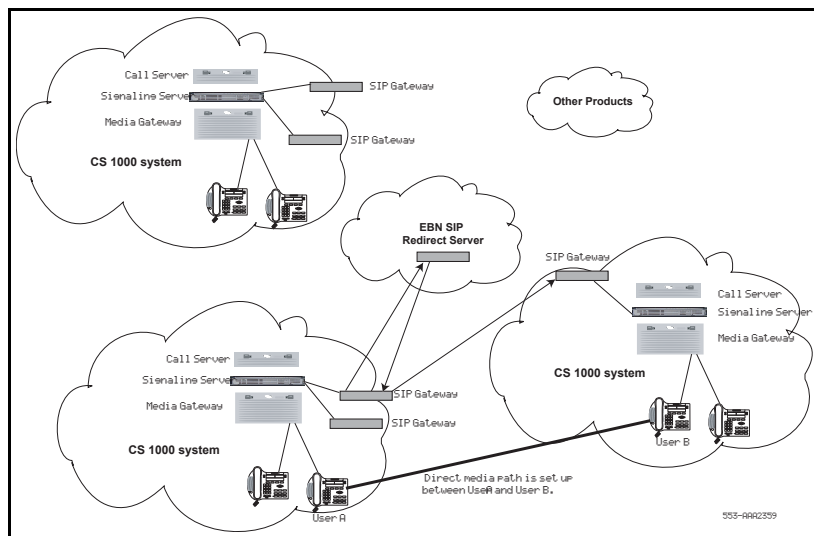 Call Server
Signaling Server
Media Gateway
CS 1000 system
SIP Gateway
SIP Gateway
Other Products
EBN SIP
Redirect Server
SIP Gateway
Call Server
Signaling Server
Media Gateway
CS 1000 system
User B
Call Server
Signaling Server
Media Gateway
CS 1000 system
SIP Gateway
SIP Gateway
User A
Direct media path is set up
between User A and User B.
553-AAA2359